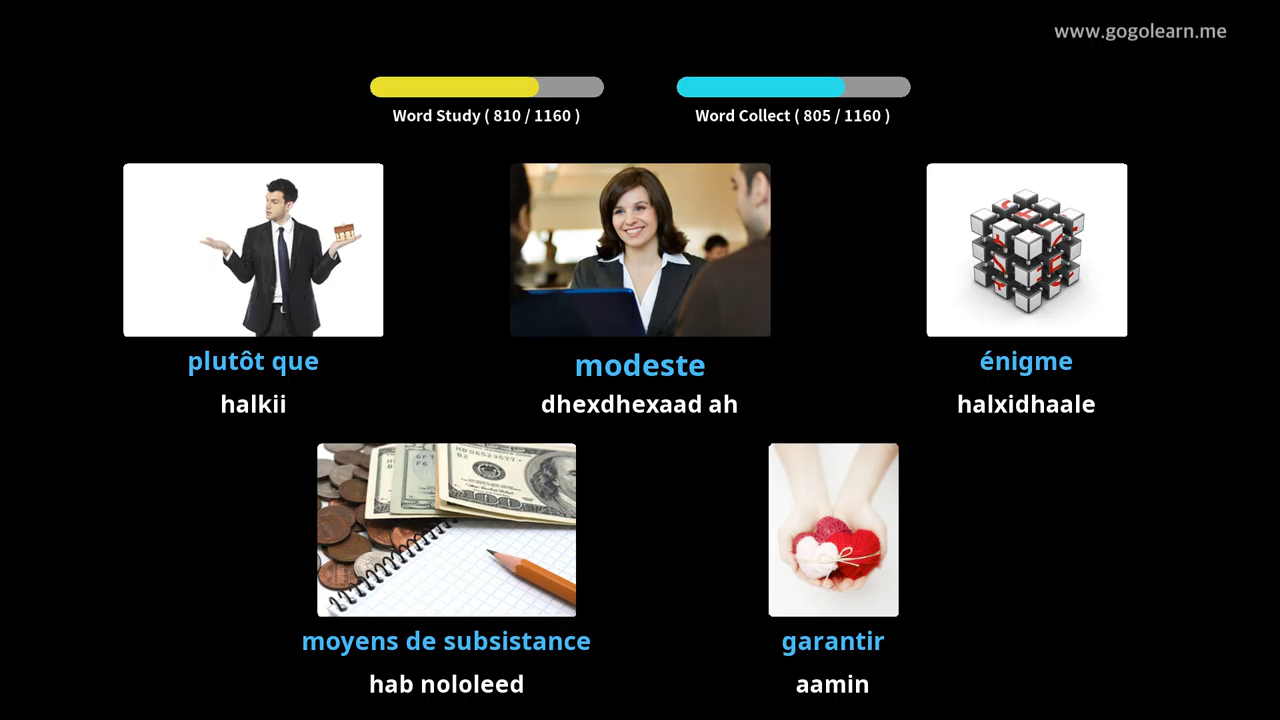 www.gogolearn.me
Word Study ( 810 / 1160 )
Word Collect ( 805 / 1160 )
plutôt que
modeste
énigme
halkii
dhexdhexaad ah
halxidhaale
moyens de subsistance
garantir
hab nololeed
aamin